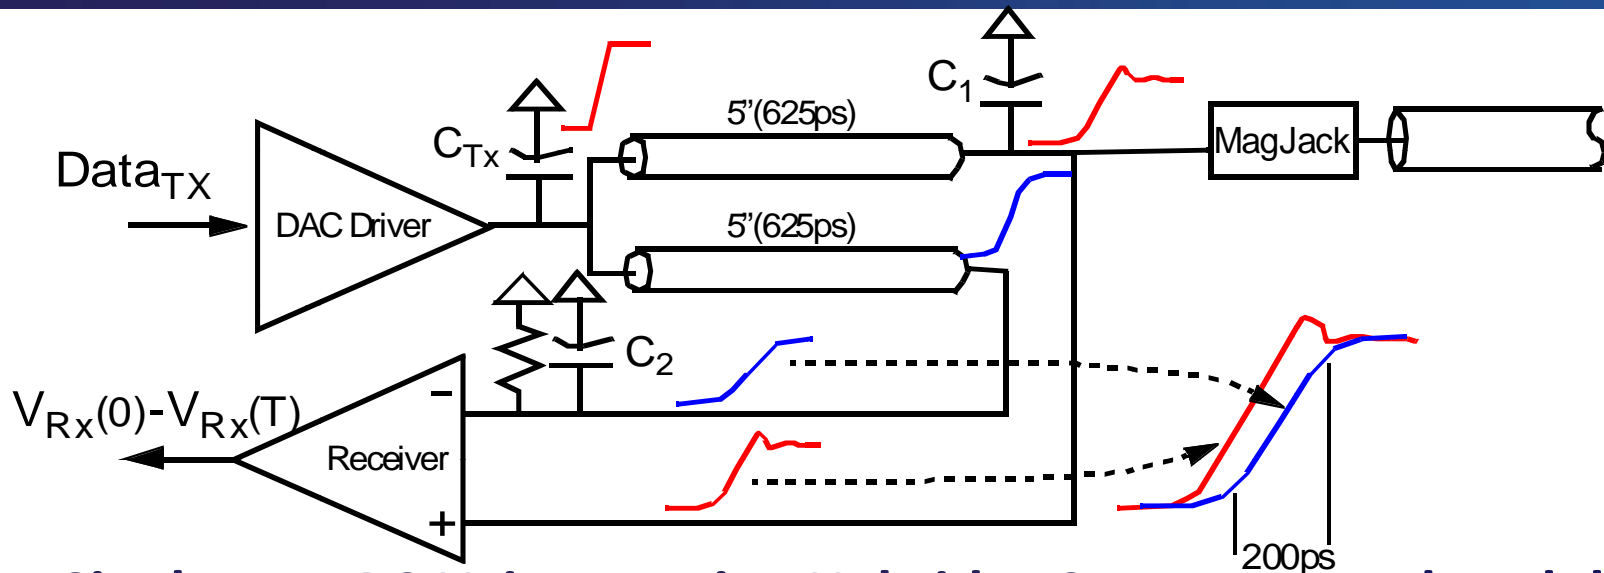 C1
5”(625ps)
CTx
MagJack
DataTX
DAC Driver
5”(625ps)
C2
VRx(0)-VRx(T)
−
Receiver
+
200ps